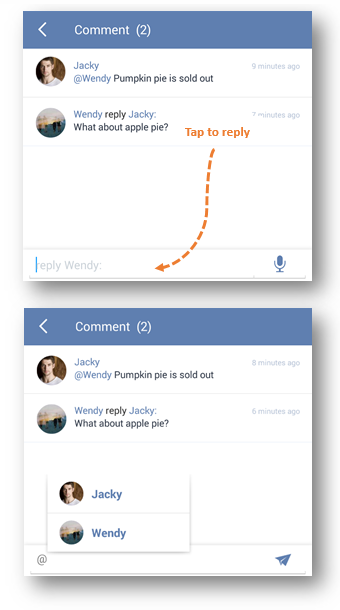 Comment (2)
Jacky
9 minutes ago
@Wendy Pumpkin pie is sold out
Wendy reply Jacky:
minutes ago
What about apple pie?
Tap to reply
reply Wendy:
Comment (2)
Jacky
8 minutes ago
@Wendy Pumpkin pie is sold out
Wendy reply Jacky:
6 minutes ago
What about apple pie?
Jacky
Wendy
@